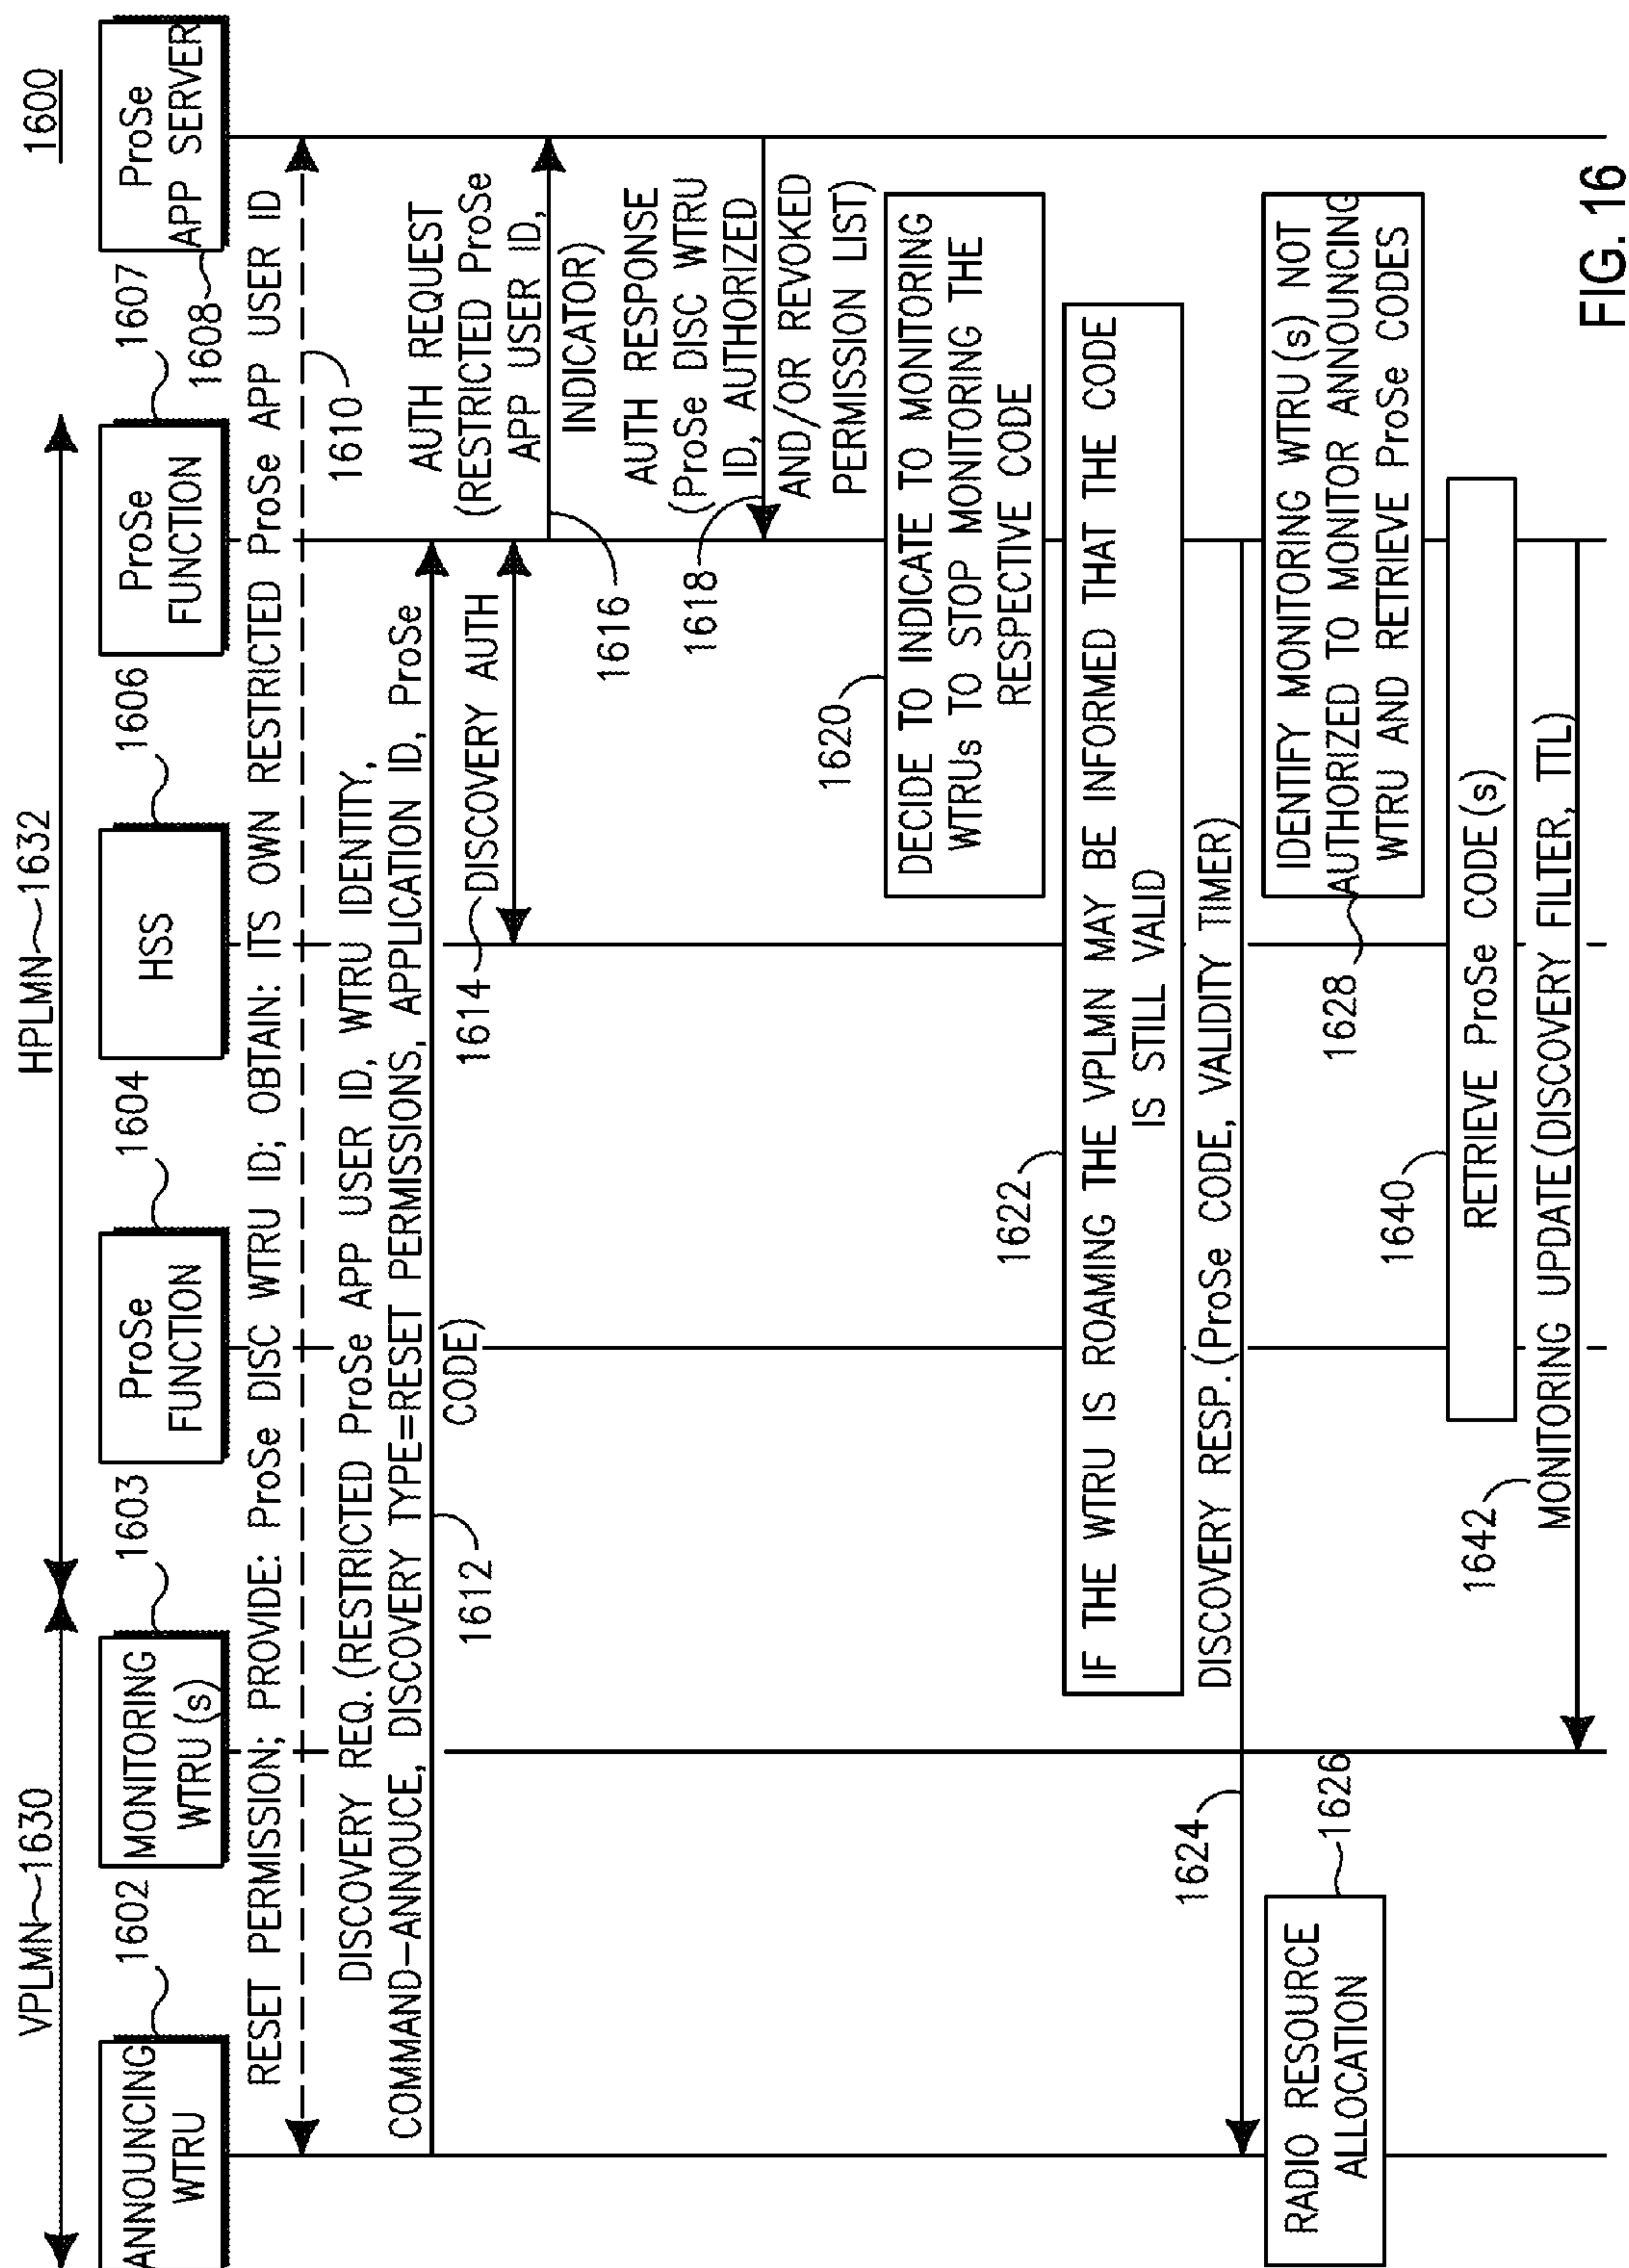 1600
VPLMN 1630
HPLMN 1632
ANNOUNCING
WTRU
1602
MONITORING
WTRU(s)
1603
ProSe
FUNCTION
1604
HSS
1606
ProSe
FUNCTION
1607
ProSe
APP SERVER
1608
RESET PERMISSION; PROVIDE: ProSe DISC WTRU ID; OBTAIN: ITS OWN RESTRICTED ProSe APP USER ID
1610
DISCOVERY REQ.(RESTRICTED ProSe APP USER ID, WTRU IDENTITY,
COMMAND-ANNOUCE, DISCOVERY TYPE=RESET PERMISSIONS, APPLICATION ID, ProSe
CODE)
1612
1614
DISCOVERY AUTH
AUTH REQUEST
(RESTRICTED ProSe
APP USER ID,
INDICATOR)
1616
AUTH RESPONSE
(ProSe DISC WTRU
ID, AUTHORIZED
AND/OR REVOKED
PERMISSION LIST)
1618
1620
DECIDE TO INDICATE TO MONITORING
WTRUs TO STOP MONITORING THE
RESPECTIVE CODE
1622
IF THE WTRU IS ROAMING THE VPLMN MAY BE INFORMED THAT THE CODE
IS STILL VALID
DISCOVERY RESP.(ProSe CODE, VALIDITY TIMER)
1624
RADIO RESOURCE
ALLOCATION
1626
IDENTIFY MONITORING WTRU(s) NOT
AUTHORIZED TO MONITOR ANNOUNCING
WTRU AND RETRIEVE ProSe CODES
1628
1640
RETRIEVE ProSe CODE(s)
MONITORING UPDATE(DISCOVERY FILTER, TTL)
1642
FIG. 16